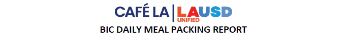 CAFÉ LA LAUSD
UNIFIED
BIC DAILY MEAL PACKING REPORT